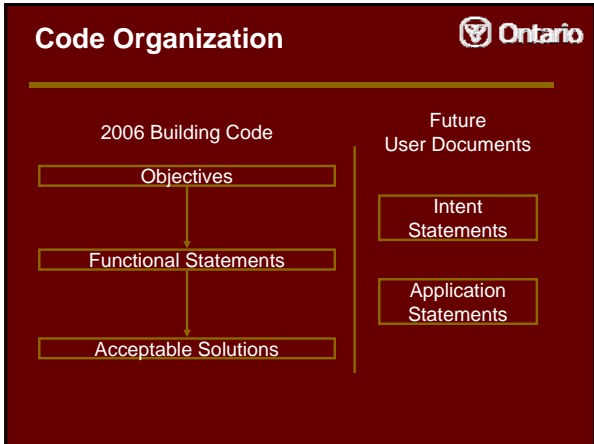 Code Organization
Ontario
2006 Building Code
Objectives
Functional Statements
Acceptable Solutions
Future
User Documents
Intent
Statements
Application
Statements